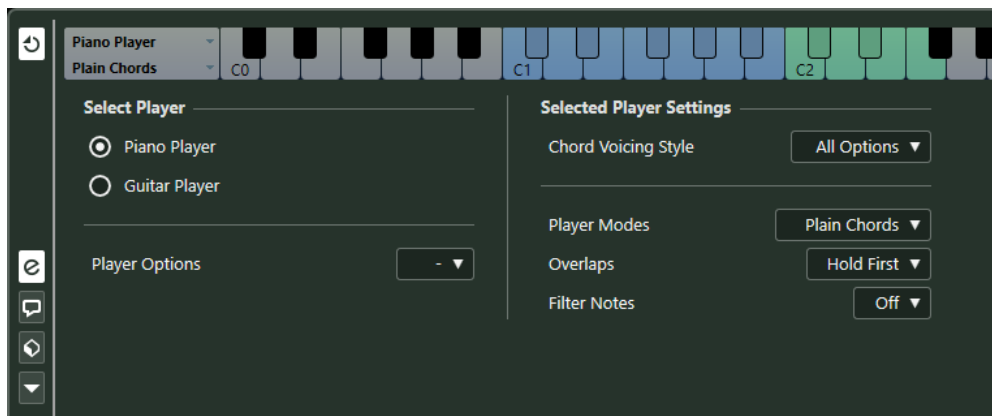 Piano Player
Plain Chords
C0
C1
C2
Select Player
Piano Player
Guitar Player
Player Options
-
Selected Player Settings
Chord Voicing Style
All Options
Player Modes
Plain Chords
Overlaps
Hold First
Filter Notes
Off